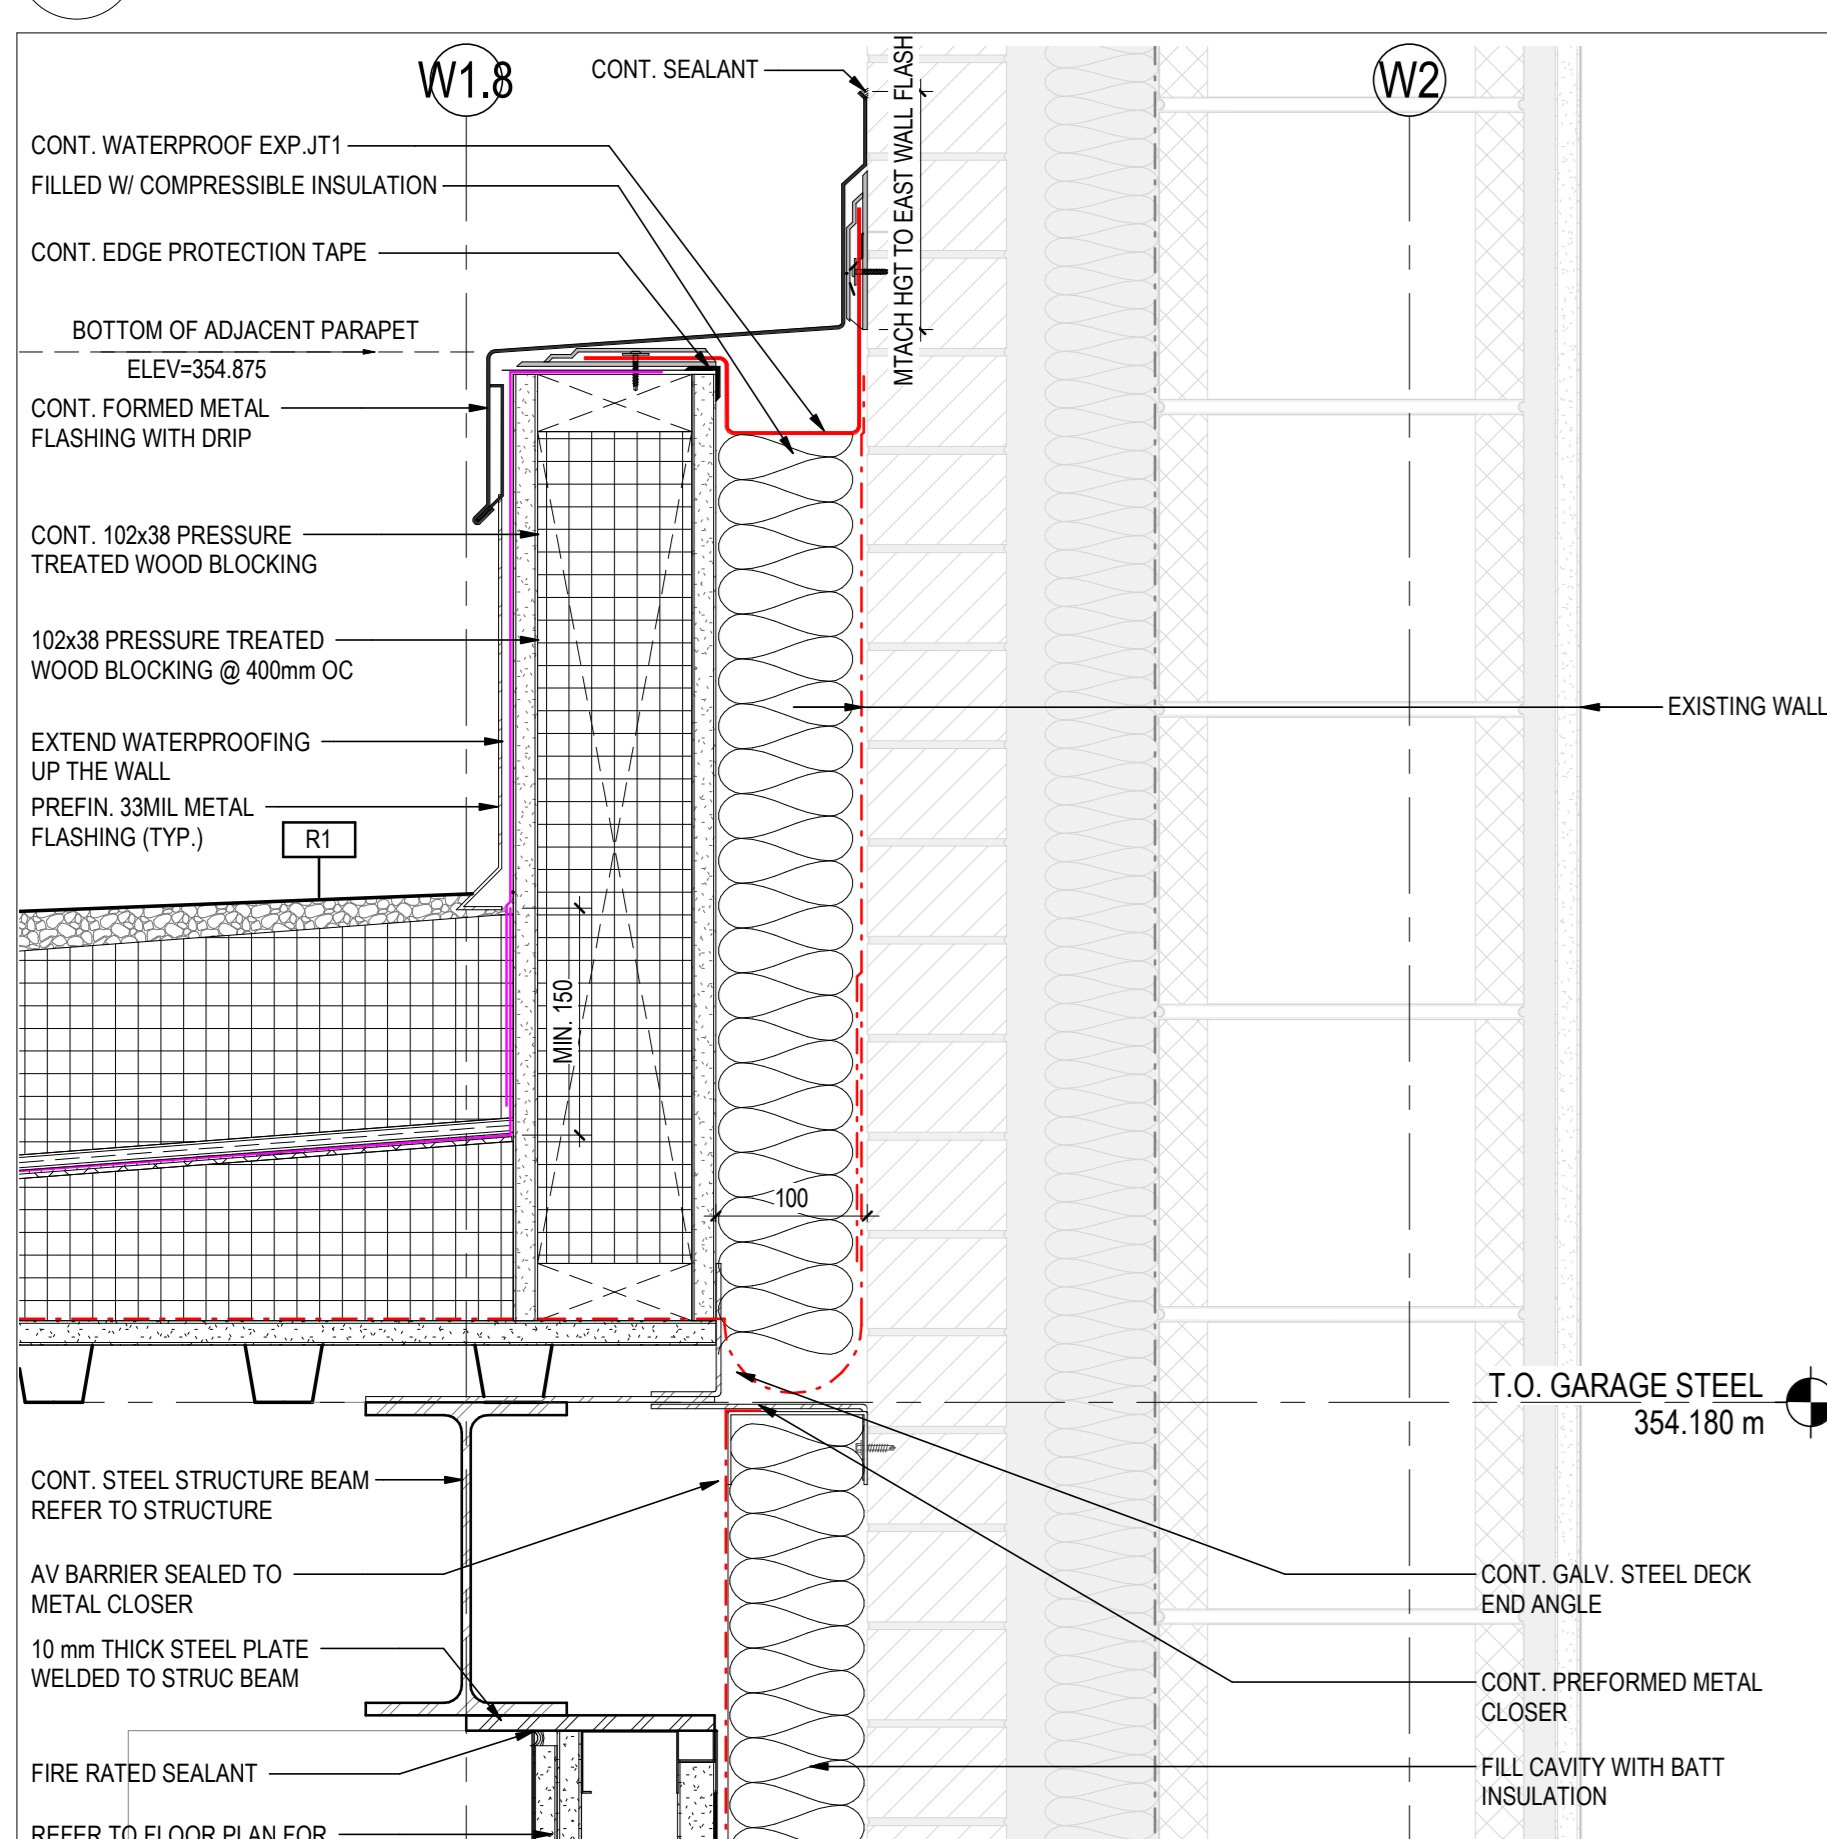 W1.8
CONT. SEALANT
W2
MTACH HGT TO EAST WALL FLASH
CONT. WATERPROOF EXP.JT1
FILLED W/ COMPRESSIBLE INSULATION
CONT. EDGE PROTECTION TAPE
BOTTOM OF ADJACENT PARAPET
ELEV=354.875
CONT. FORMED METAL
FLASHING WITH DRIP
CONT. 102x38 PRESSURE
TREATED WOOD BLOCKING
102x38 PRESSURE TREATED
WOOD BLOCKING @ 400mm OC
EXISTING WALL
EXTEND WATERPROOFING
UP THE WALL
PREFIN. 33MIL METAL
FLASHING (TYP.)
R1
MIN. 150
100
T.O. GARAGE STEEL
354.180 m
CONT. STEEL STRUCTURE BEAM
REFER TO STRUCTURE
AV BARRIER SEALED TO
METAL CLOSER
CONT. GALV. STEEL DECK
END ANGLE
10 mm THICK STEEL PLATE
WELDED TO STRUC BEAM
CONT. PREFORMED METAL
CLOSER
FIRE RATED SEALANT
FILL CAVITY WITH BATT
INSULATION
REFER TO FLOOR PLAN FOR